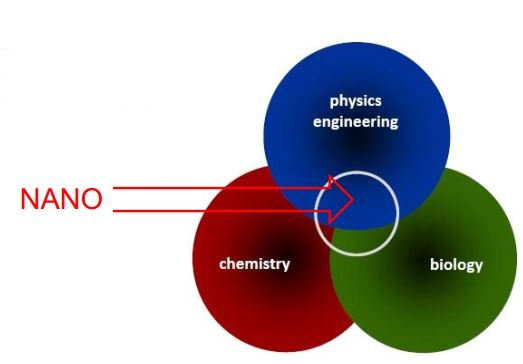 physics
engineering
NANO
chemistry
biology